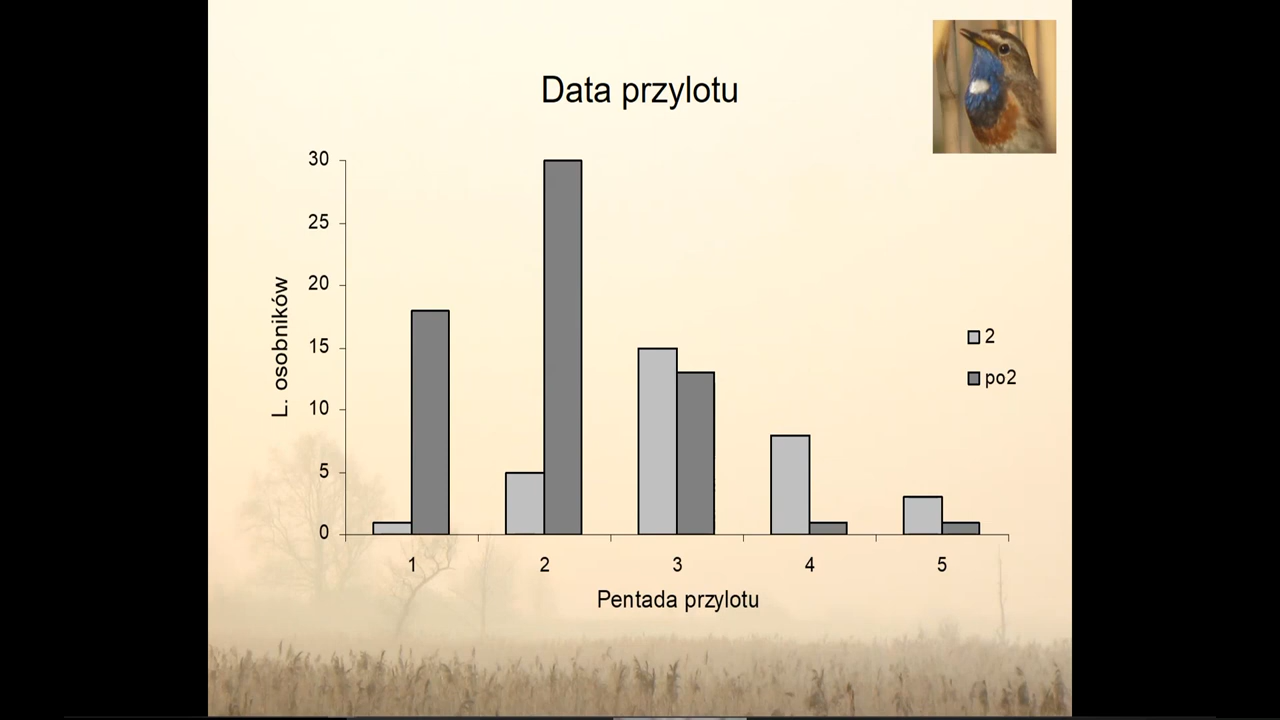 Data przylotu
30
25
20
15
10
5
0
L. osobników
1 2 3 4 5
Pentada przylotu
2
po2